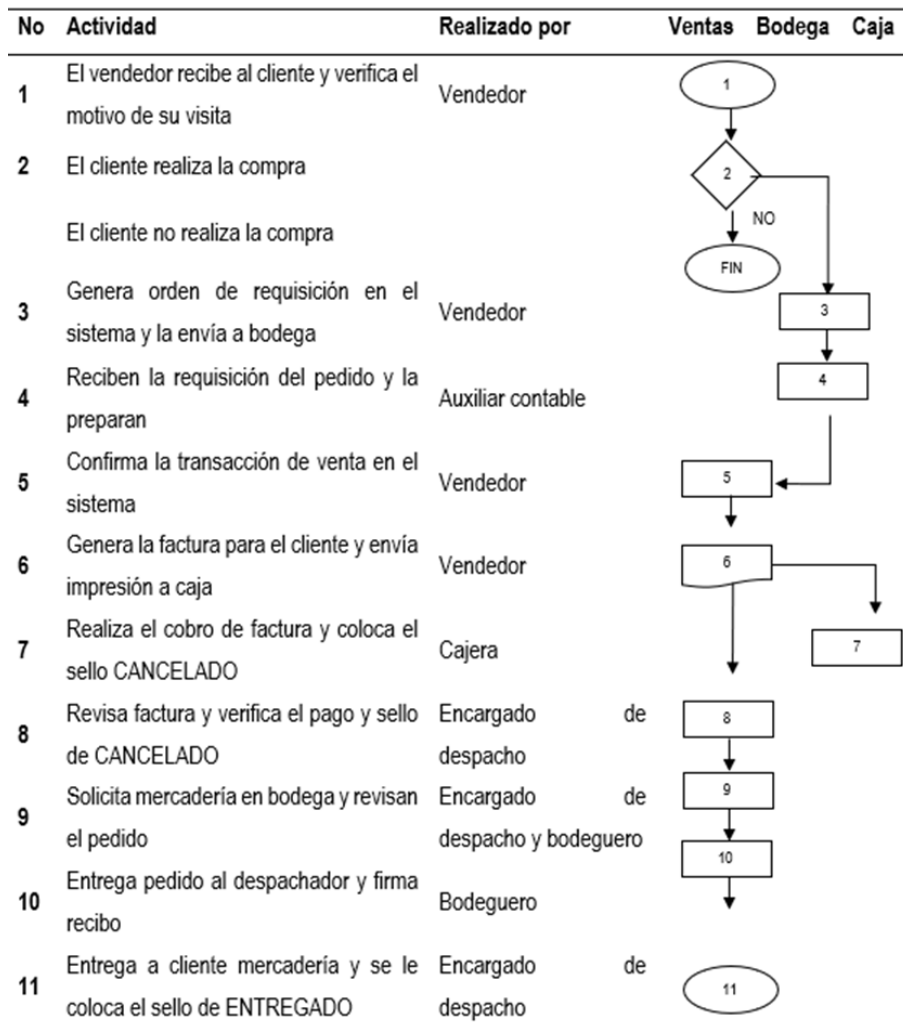 No Actividad Realizado por Ventas Bodega Caja
El vendedor recibe al cliente y verifica el
1 Vendedor 1
motivo de su visita
2 El cliente realiza la compra 2
El cliente no realiza la compra NO
FIN
Genera orden de requisición en el
3 Vendedor 3
sistema y la envía a bodega
Reciben la requisición del pedido y la 4
4 Auxiliar contable
preparan
Confirma la transacción de venta en el
5 Vendedor 5
sistema
Genera la factura para el cliente y envía
6 Vendedor 6
impresión a caja
Realiza el cobro de factura y coloca el
7 Cajera 7
sello CANCELADO
Revisa factura y verifica el pago y sello Encargado de
8 8
de CANCELADO despacho
Solicita mercadería en bodega y revisan Encargado de
9 9
el pedido despacho y bodeguero
10
Entrega pedido al despachador y firma
10 Bodeguero
recibo
Entrega a cliente mercadería y se le Encargado de
11 11
coloca el sello de ENTREGADO despacho